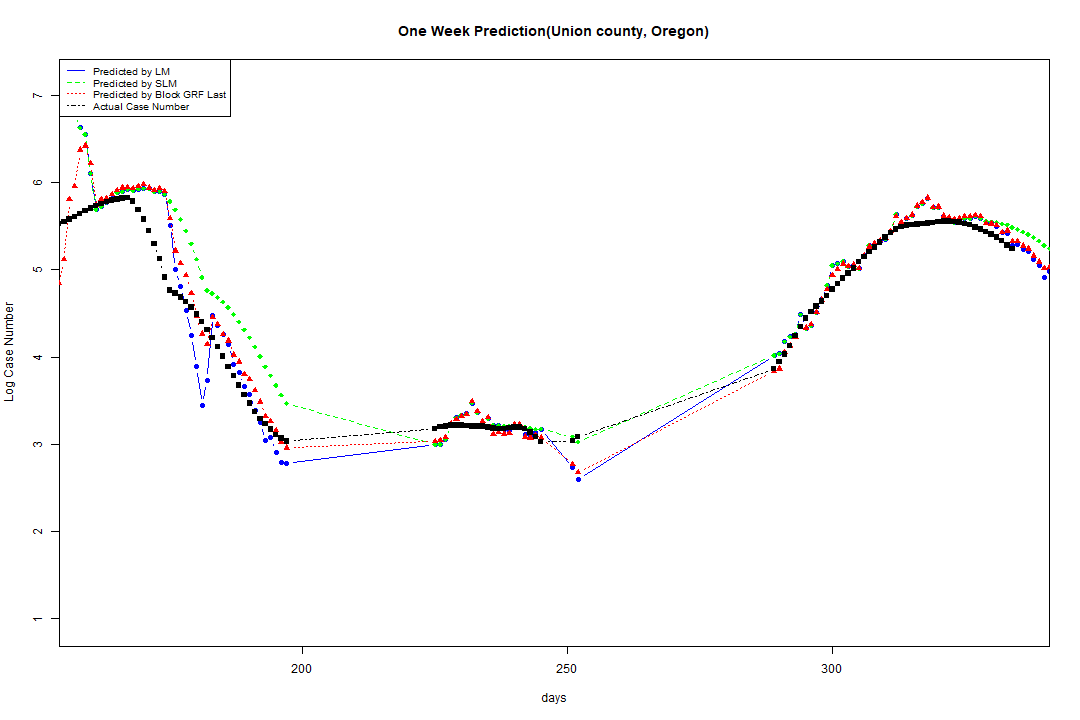 One Week Prediction(Union county, Oregon)
Predicted by LM
Predicted by SLM
Predicted by Block GRF Last
Actual Case Number
7
6
5
4
3
2
1
Log Case Number
200
250
300
days